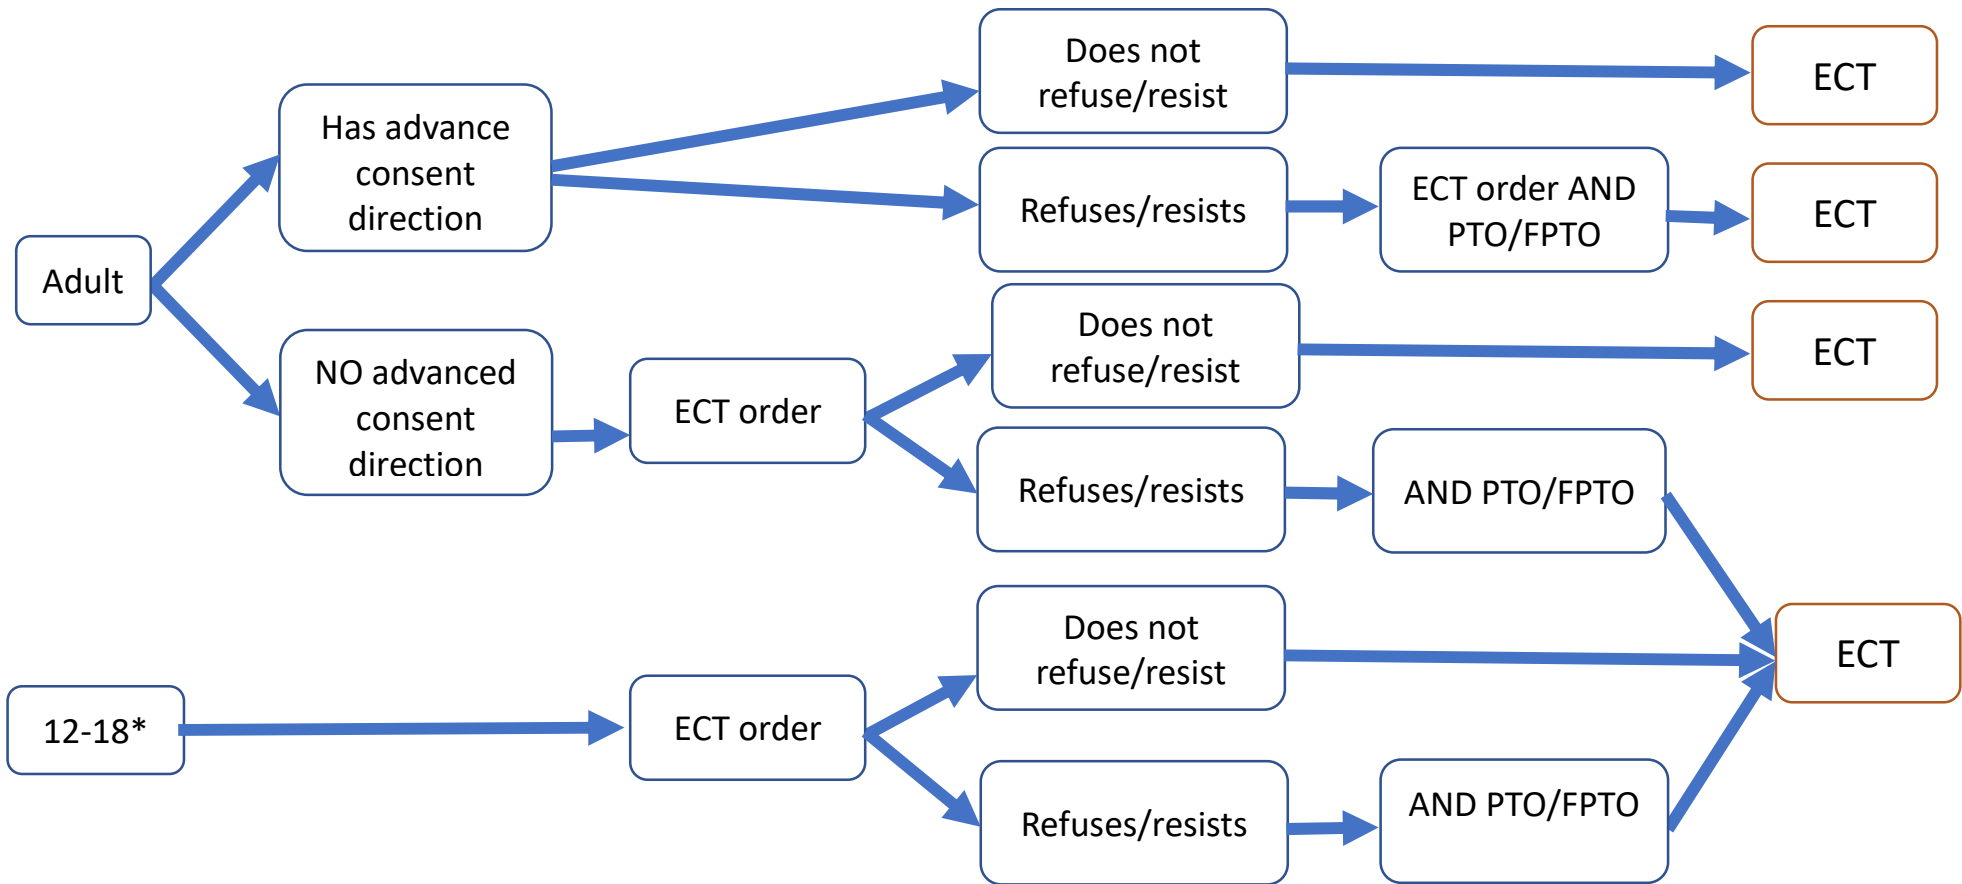 Does not
refuse/resist
ECT
Has advance
consent
direction
Refuses/resists
ECT order AND
PTO/FPTO
ECT
Adult
Does not
refuse/resist
ECT
NO advanced
consent
direction
ECT order
Refuses/resists
AND PTO/FPTO
Does not
refuse/resist
ECT
12-18*
ECT order
Refuses/resists
AND PTO/FPTO